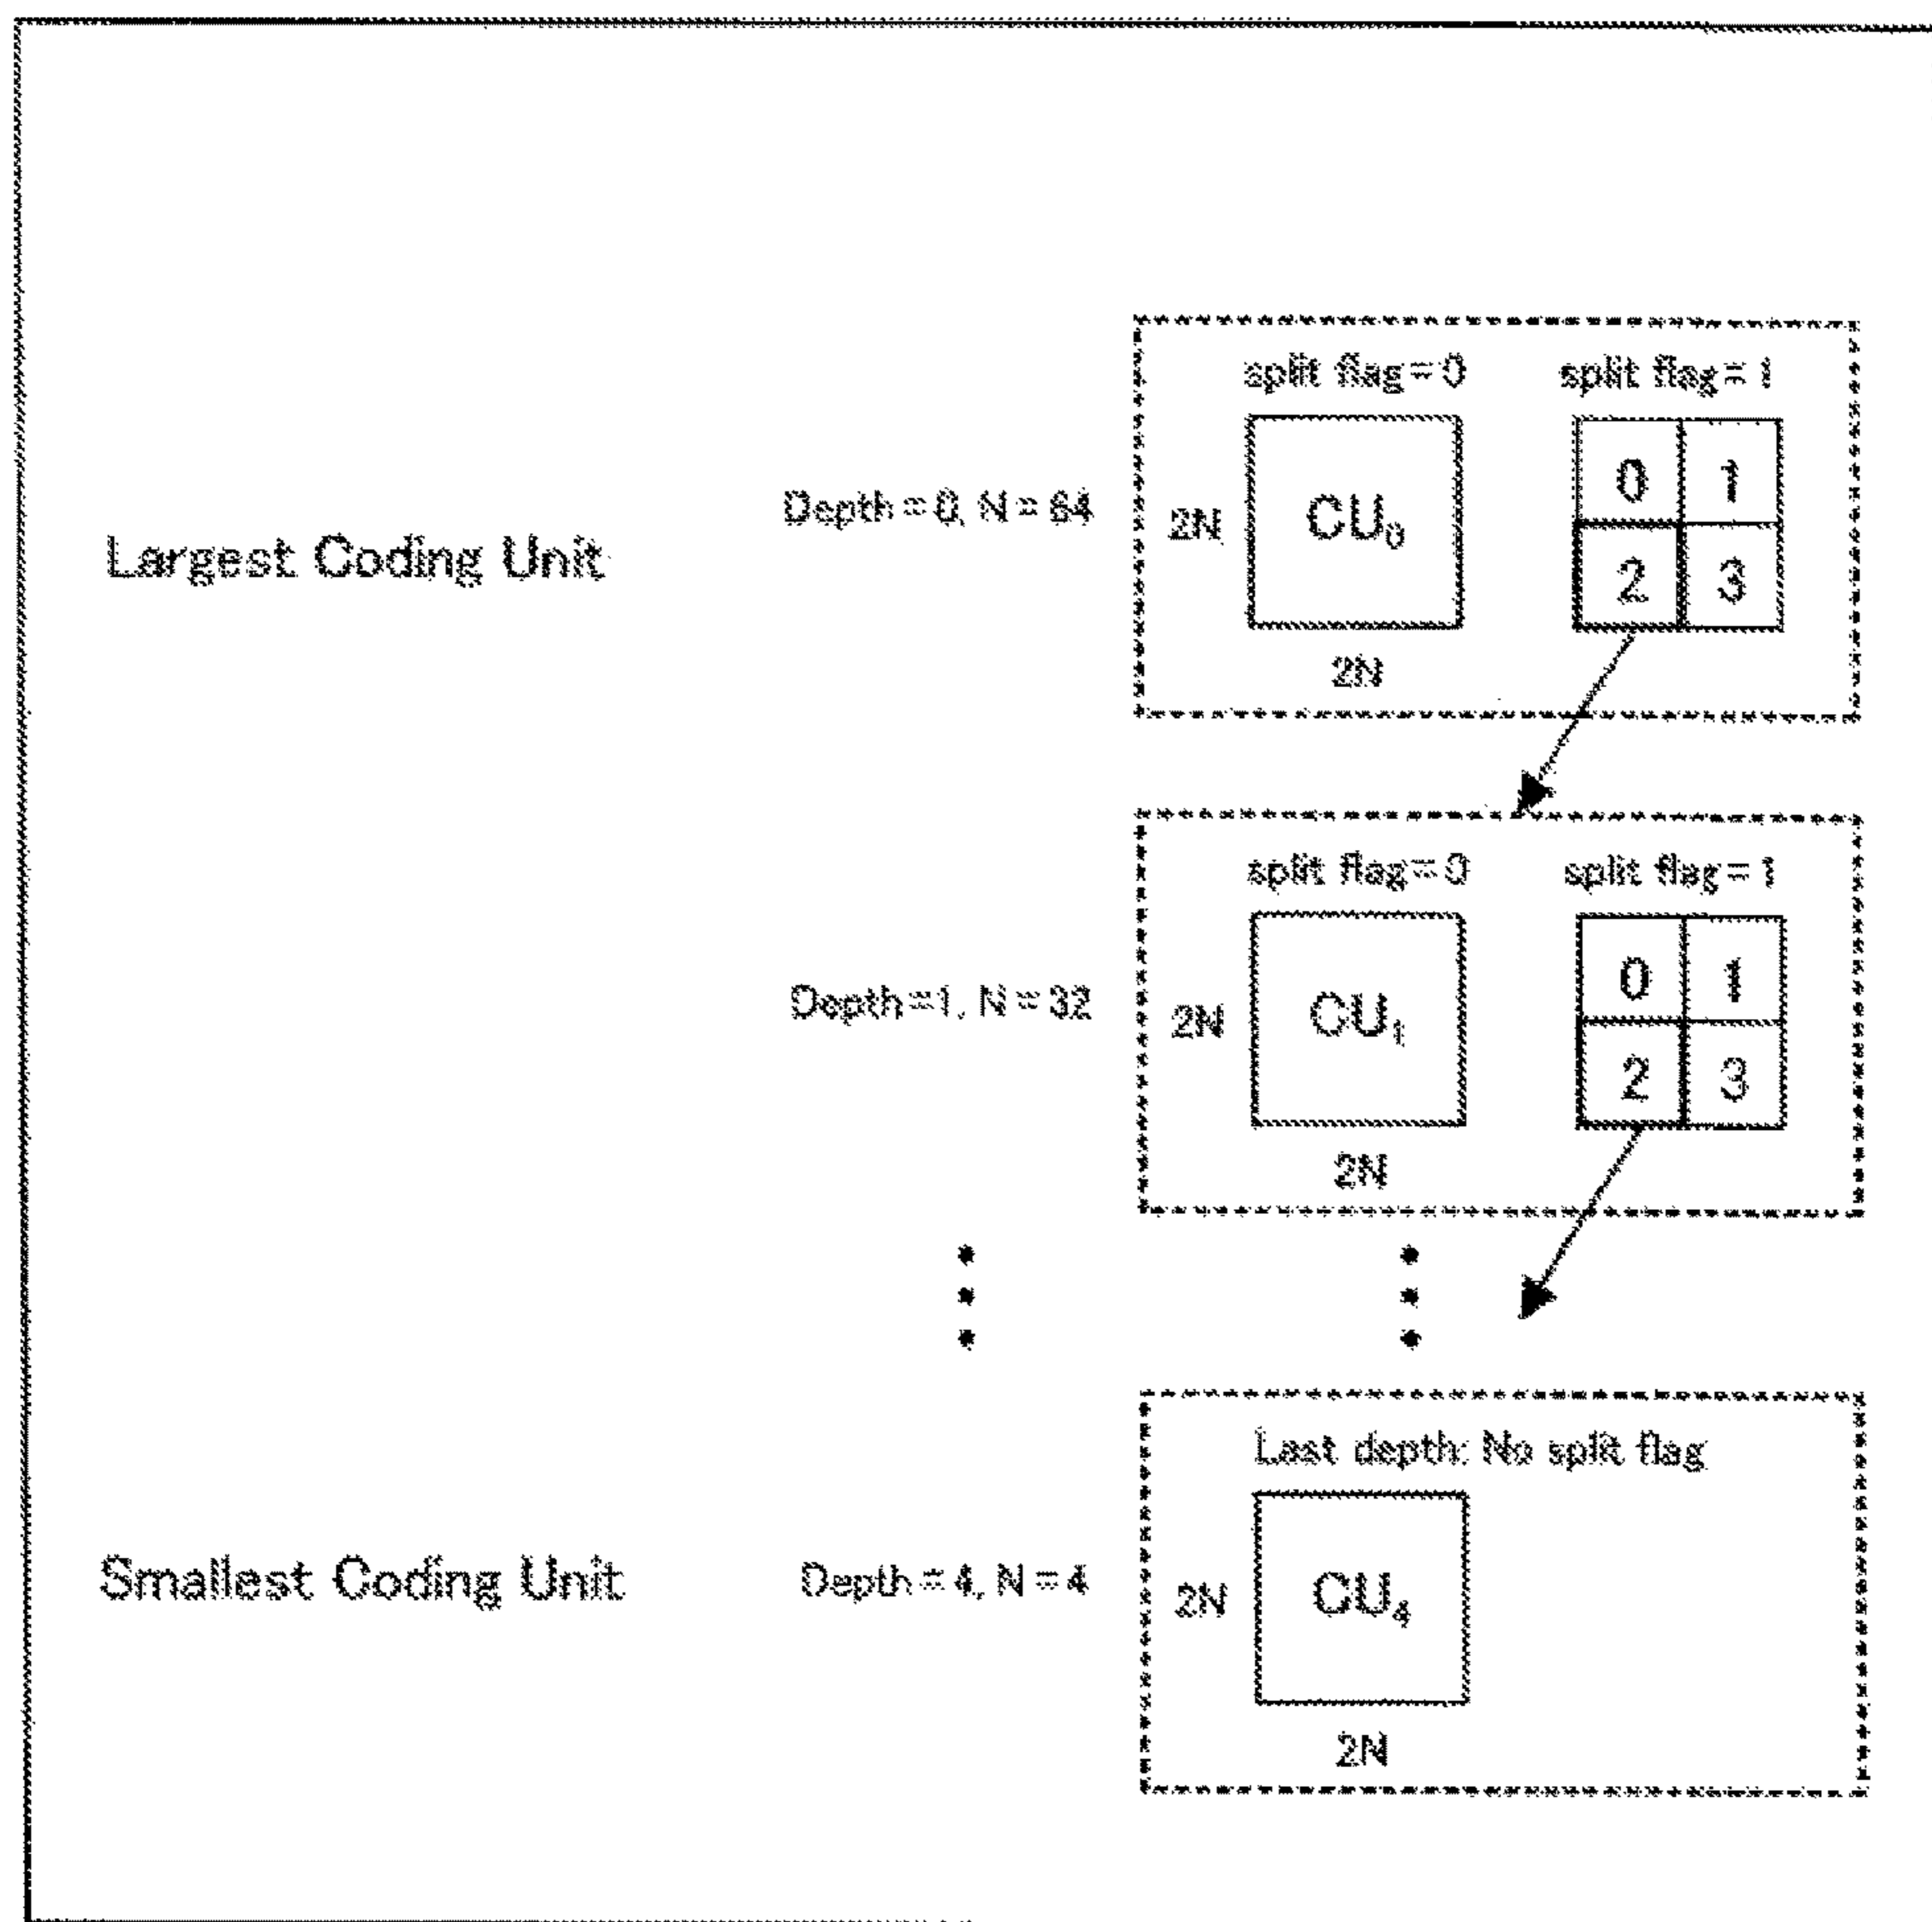 split flag=0 split flag=1
Largest Coding Unit
Depth=0, N=64
2N
CU₀
0 1
2 3
2N
split flag=0 split flag=1
Depth=1, N=32
2N
CU₁
0 1
2 3
2N
Last depth: No split flag
Smallest Coding Unit
Depth=4, N=4
2N
CU₄
2N